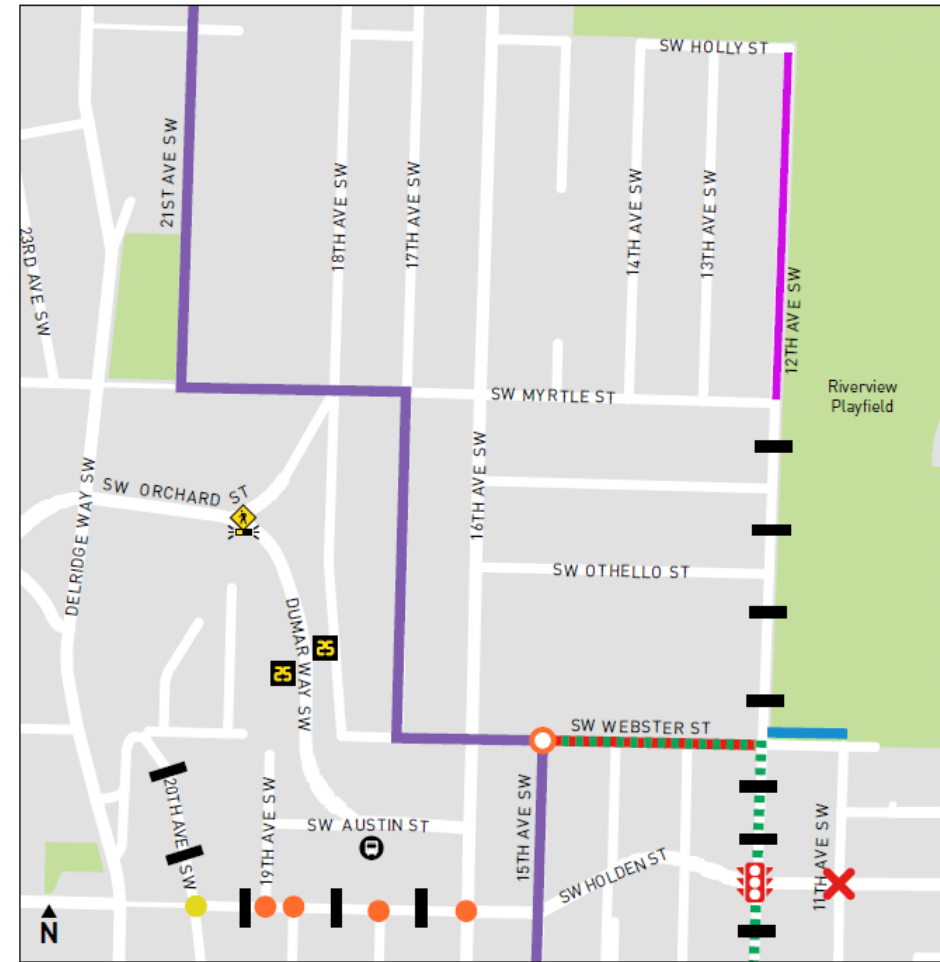 SW HOLLY ST
21ST AVE SW
18TH AVE SW
17TH AVE SW
14TH AVE SW
13TH AVE SW
23RD AVE SW
12TH AVE SW
Riverview
Playfield
SW MYRTLE ST
16TH AVE SW
DELRIDGE WAY SW
SW ORCHARD ST
SW OTHELLO ST
DUMAR WAY SW
25
25
SW WEBSTER ST
20TH AVE SW
19TH AVE SW
SW AUSTIN ST
15TH AVE SW
SW HOLDEN ST
11TH AVE SW
N